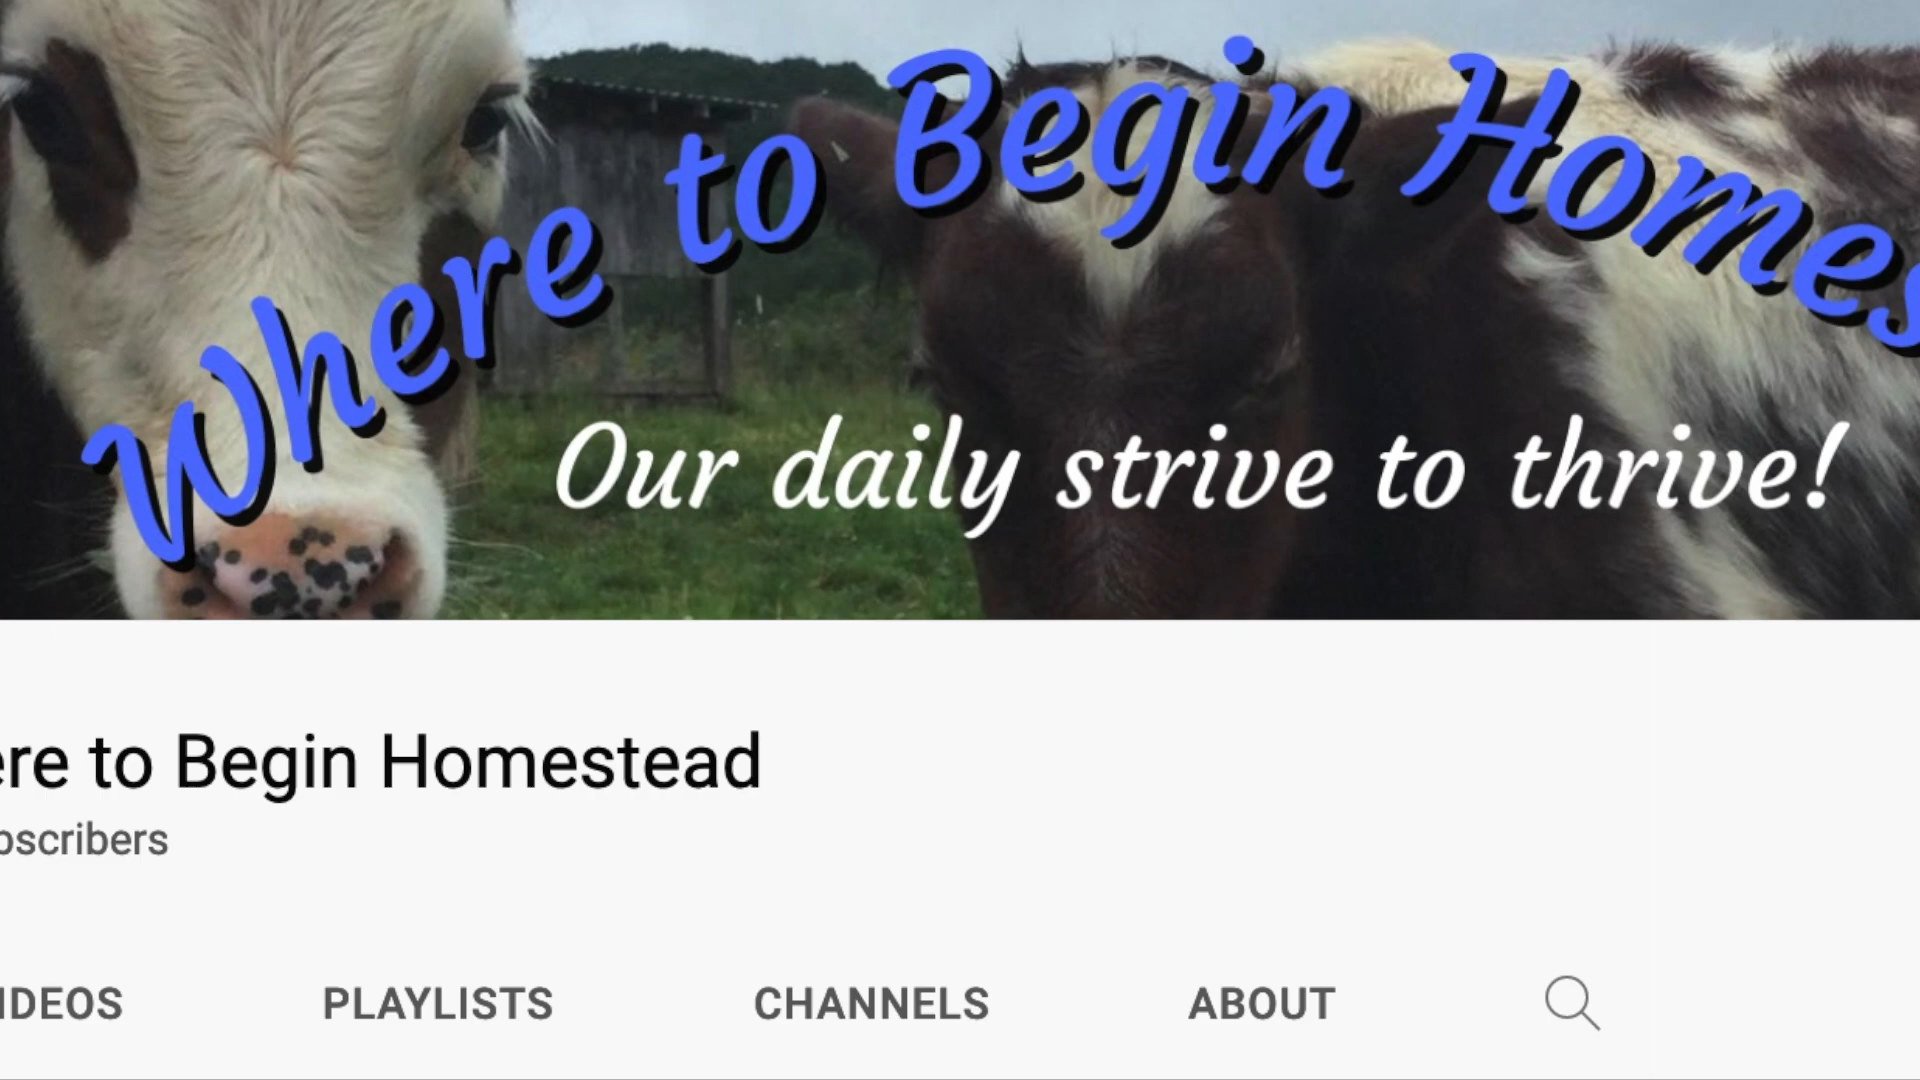 Where to Begin Homes
Our daily strive to thrive!
ere to Begin Homestead
bscribers
IDEOS PLAYLISTS CHANNELS ABOUT